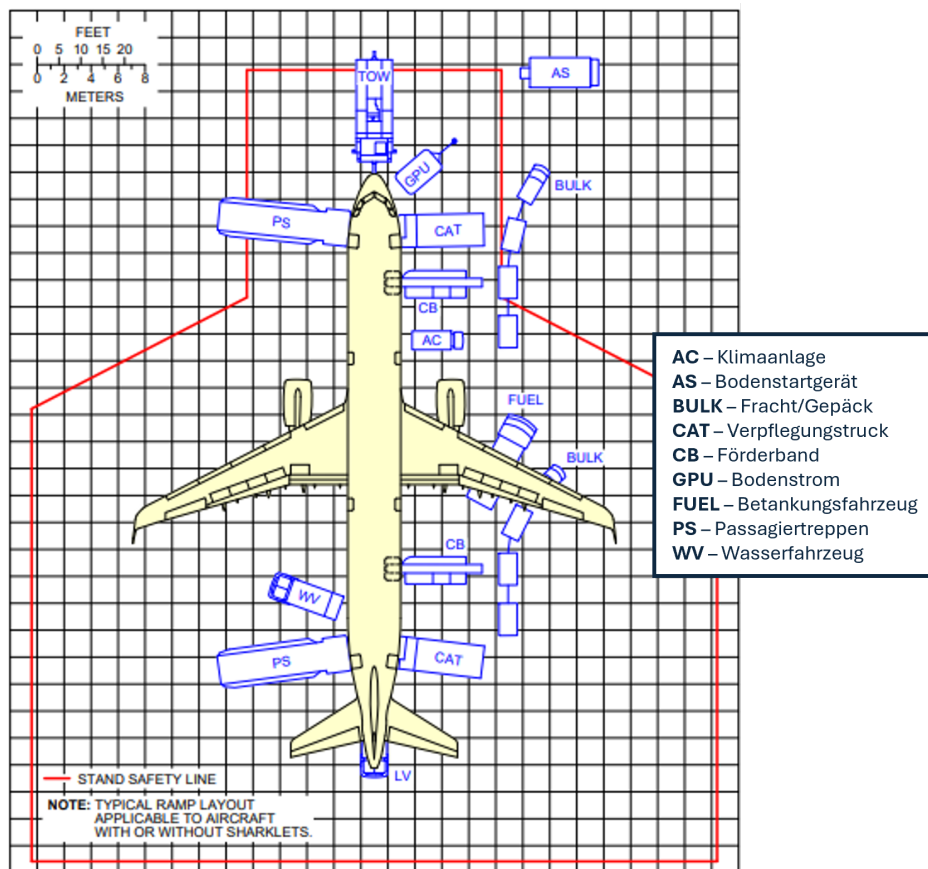 FEET
0 5 10 15 20
0 2 4 6 8
METERS
TOW
AS
GPU
BULK
PS
CAT
CB
AC
FUEL
BULK
CB
WV
PS
CAT
LV
AC – Klimaanlage
AS – Bodenstartgerät
BULK – Fracht/Gepäck
CAT – Verpflegungstruck
CB – Förderband
GPU – Bodenstrom
FUEL – Betankungsfahrzeug
PS – Passagiertreppen
WV – Wasserfahrzeug
STAND SAFETY LINE
NOTE: TYPICAL RAMP LAYOUT
APPLICABLE TO AIRCRAFT
WITH OR WITHOUT SHARKLETS.